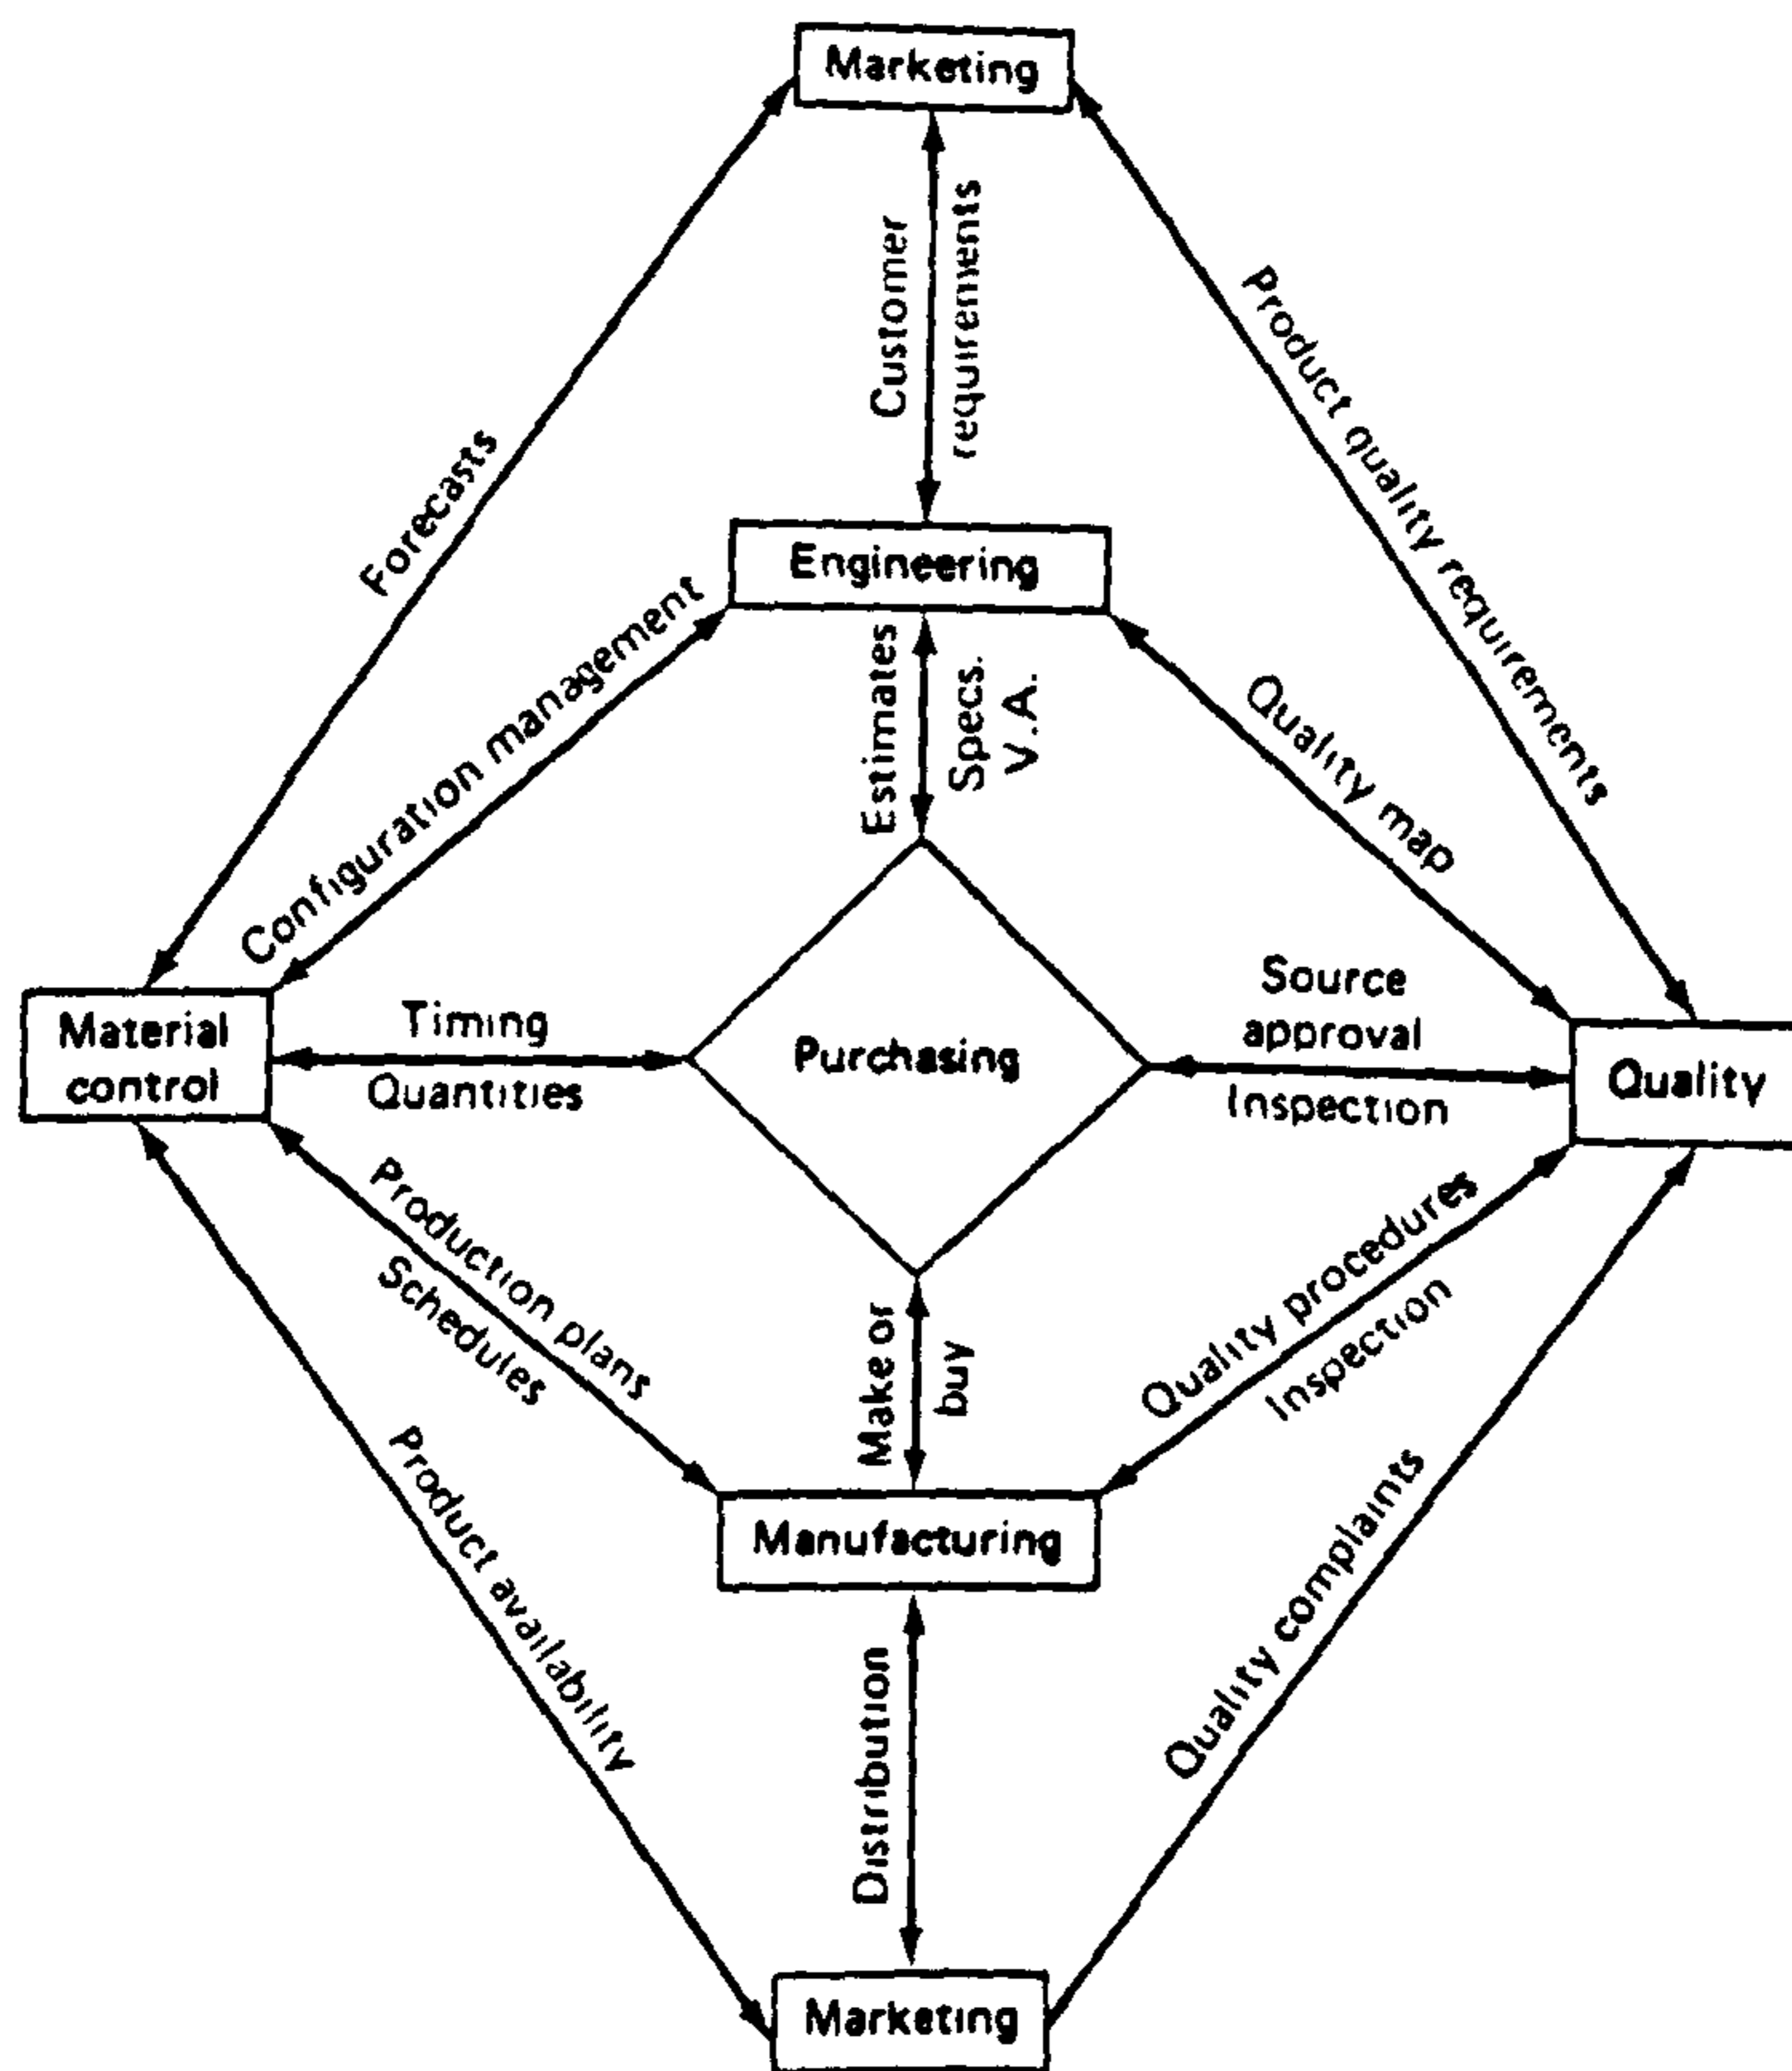 Marketing
Customer
requirements
Forecasts
Product quality requirements
Engineering
Configuration management
Estimates
Specs.
V.A.
Quality map
Material
control
Timing
Quantities
Purchasing
Source
approval
Inspection
Quality
Production plans
Schedules
Make or
buy
Quality procedures
Inspection
Manufacturing
Product availability
Distribution
Quality complaints
Marketing